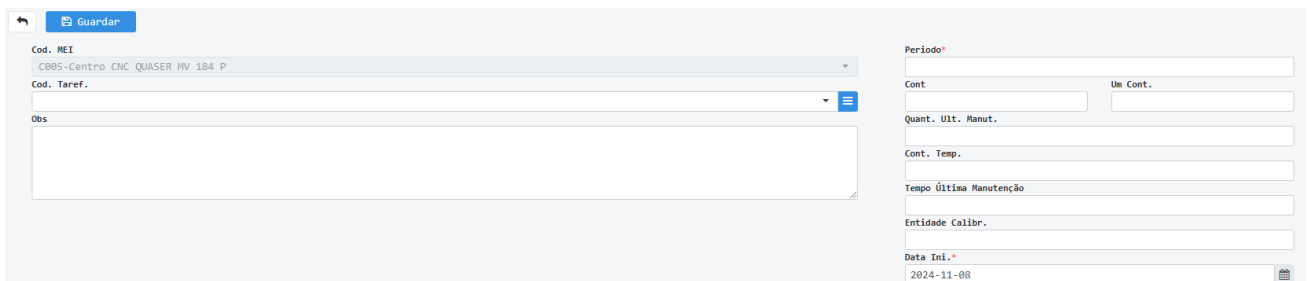 Guardar
Cod. MEI
C005-Centro CNC QUASER MV 184 P
Cod. Taref.
Obs
Periodo*
Cont Um Cont.
Quant. Ult. Manut.
Cont. Temp.
Tempo Última Manutenção
Entidade Calibr.
Data Ini.*
2024-11-08